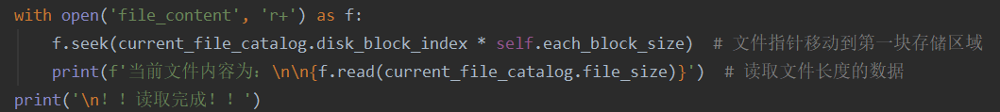 with open('file_content', 'r+') as f:
    f.seek(current_file_catalog.disk_block_index * self.each_block_size)  # 文件指针移动到第一块存储区域
    print(f'当前文件内容为：\n\n{f.read(current_file_catalog.file_size)}')  # 读取文件长度的数据
print('\n！！读取完成！！')